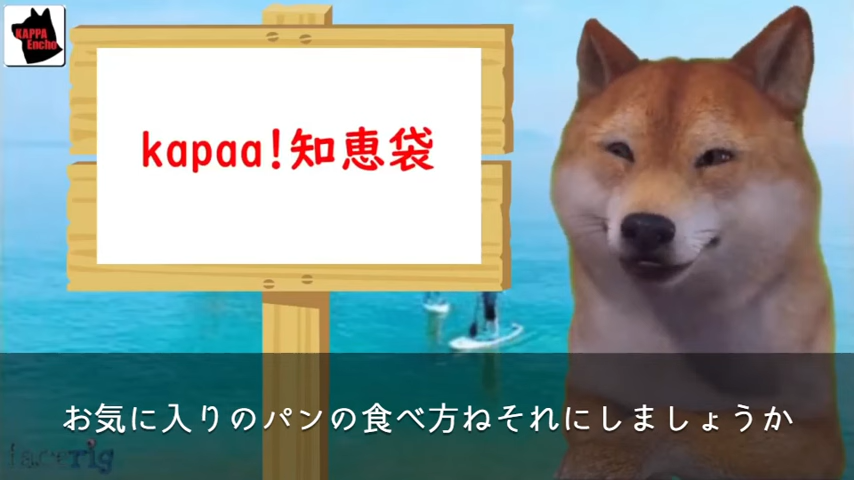 KAPPA
Encho
kapaa!知恵袋
お気に入りのパンの食べ方ねそれにしましょうか
facerig